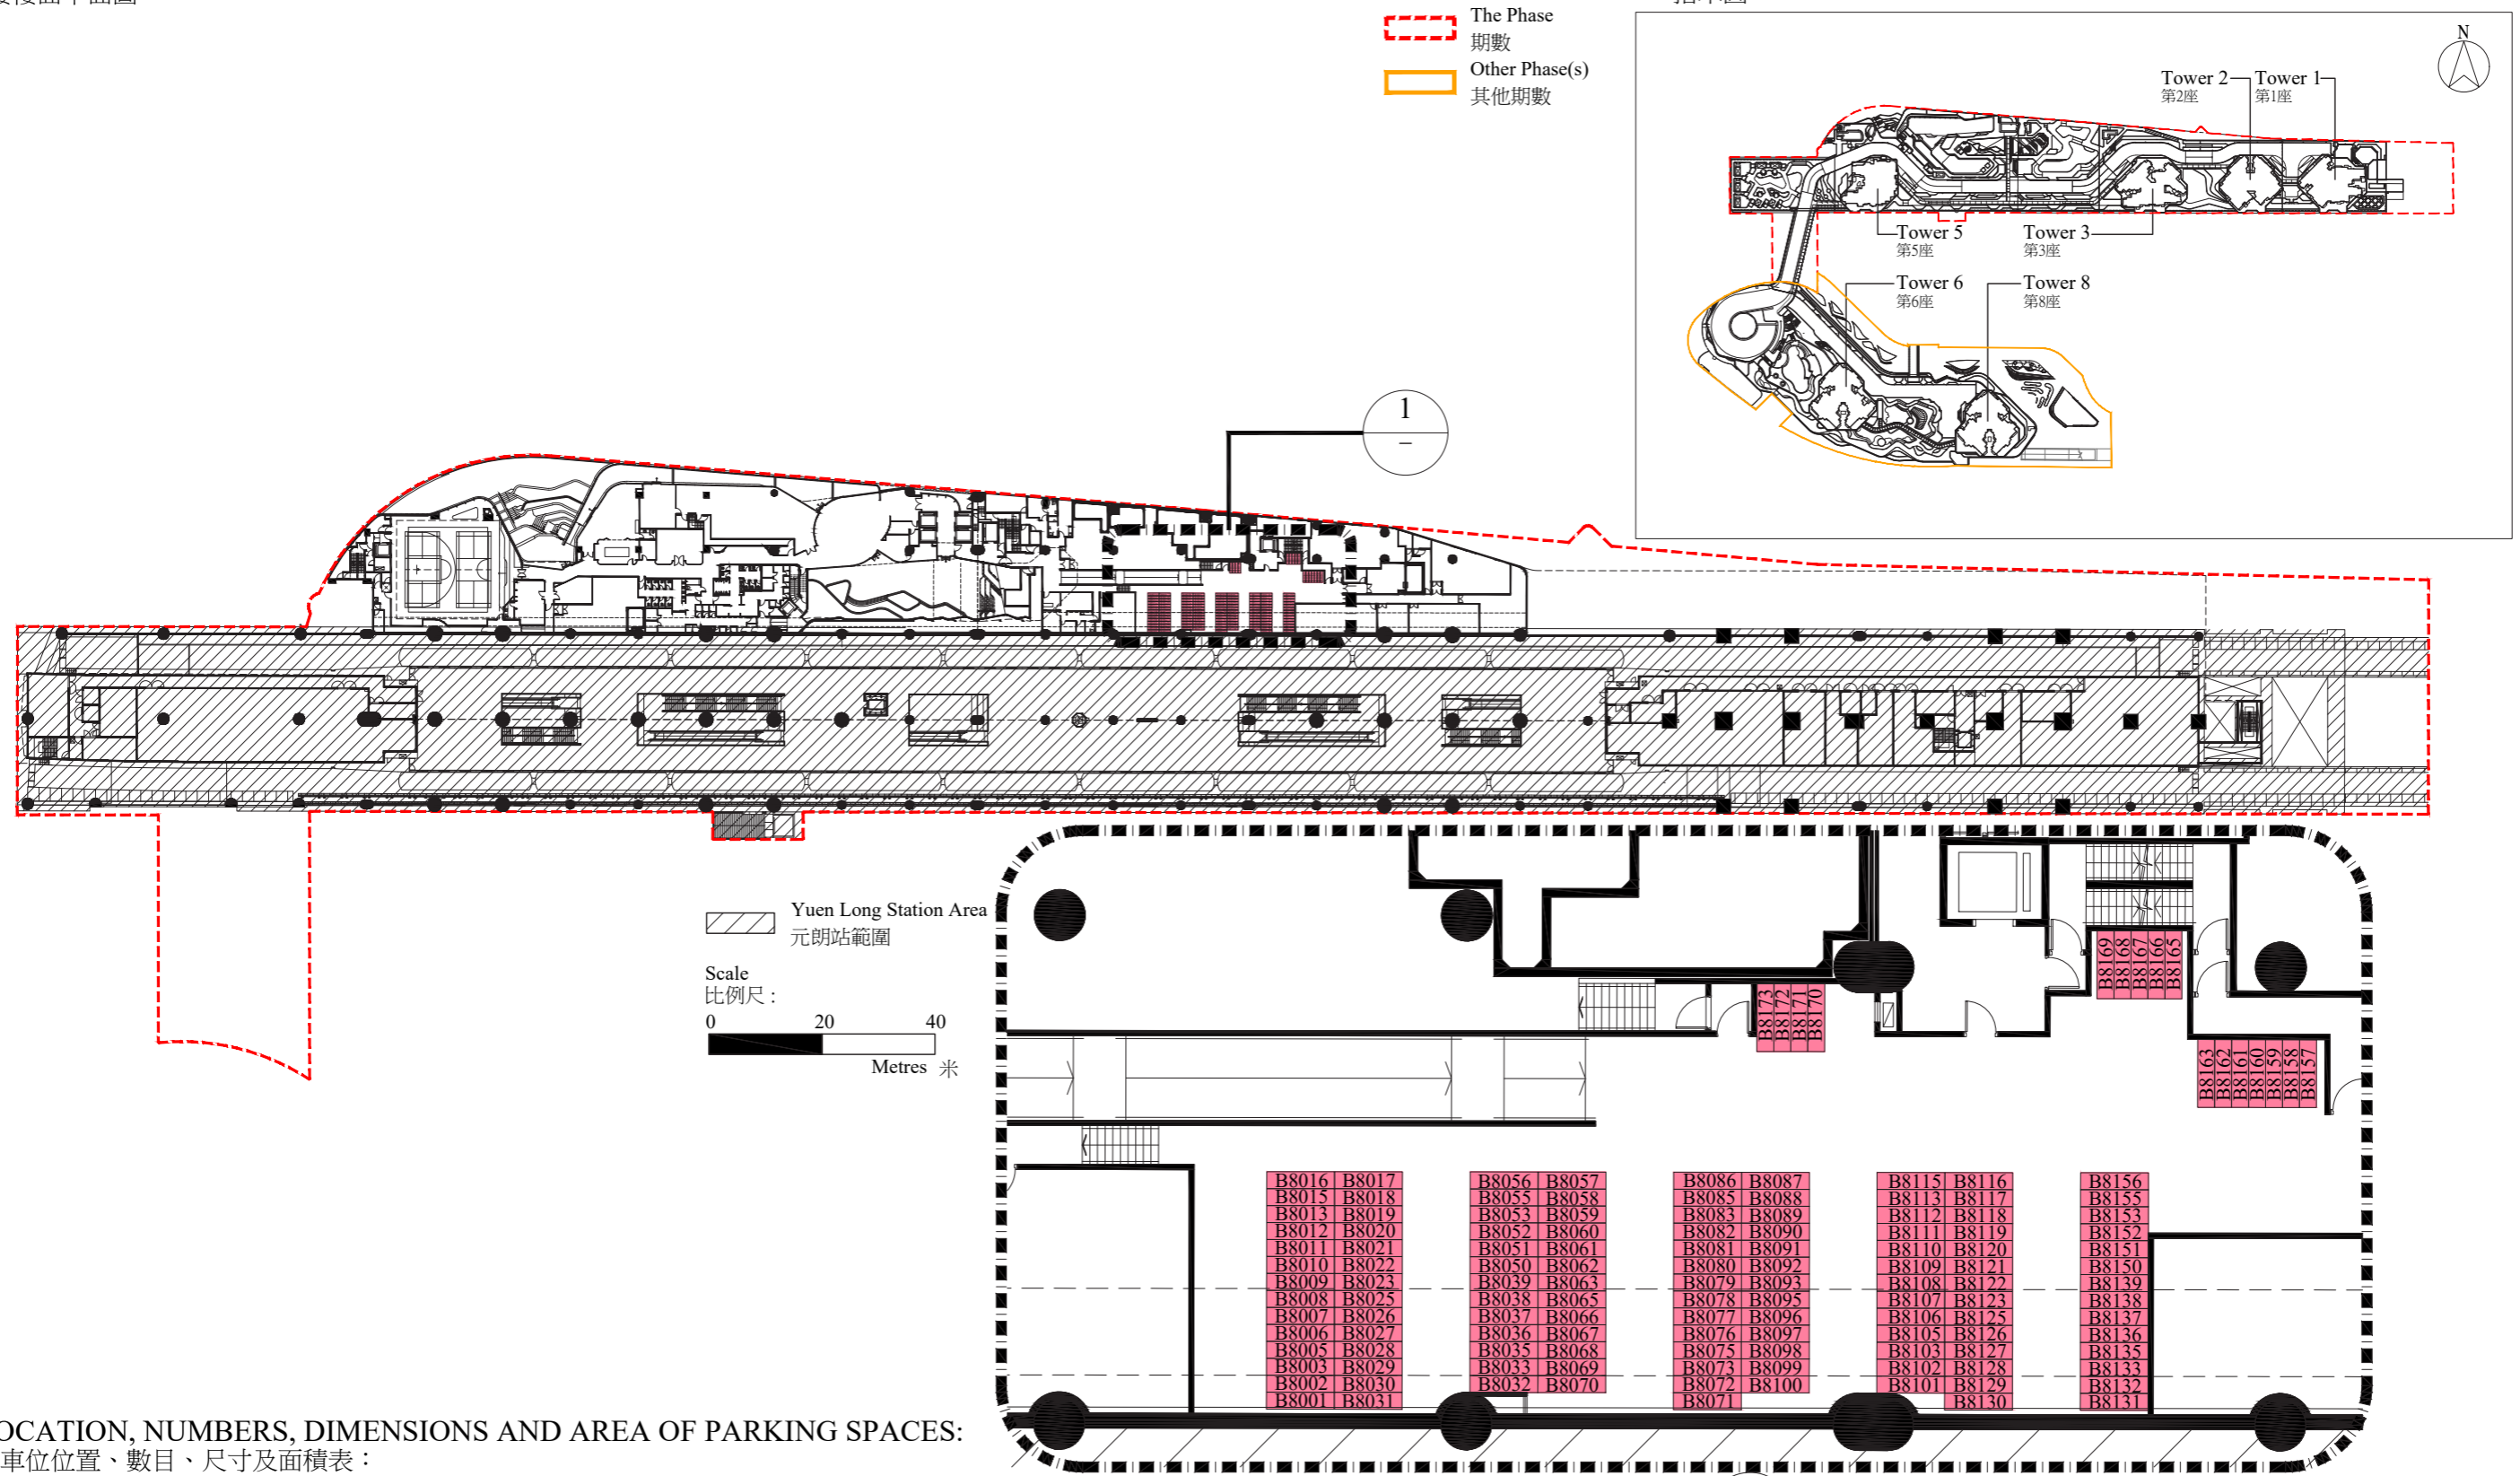 The Phase
期數
Other Phase(s)
其他期數
N
Tower 2
第2座
Tower 1
第1座
Tower 5
第5座
Tower 3
第3座
Tower 6
第6座
Tower 8
第8座
1
–
Yuen Long Station Area
元朗站範圍
Scale
比例尺 :
0 20 40
Metres 米
B8169 B8168 B8167 B8166 B8165
B8173 B8172 B8171 B8170
B8163 B8162 B8161 B8160 B8159 B8158 B8157
B8016 B8017 B8056 B8057 B8086 B8087 B8115 B8116 B8156
B8015 B8018 B8055 B8058 B8085 B8088 B8113 B8117 B8155
B8013 B8019 B8053 B8059 B8083 B8089 B8112 B8118 B8153
B8012 B8020 B8052 B8060 B8082 B8090 B8111 B8119 B8152
B8011 B8021 B8051 B8061 B8081 B8091 B8110 B8120 B8151
B8010 B8022 B8050 B8062 B8080 B8092 B8109 B8121 B8150
B8009 B8023 B8039 B8063 B8079 B8093 B8108 B8122 B8139
B8008 B8025 B8038 B8065 B8078 B8095 B8107 B8123 B8138
B8007 B8026 B8037 B8066 B8077 B8096 B8106 B8125 B8137
B8006 B8027 B8036 B8067 B8076 B8097 B8105 B8126 B8136
B8005 B8028 B8035 B8068 B8075 B8098 B8103 B8127 B8135
B8003 B8029 B8033 B8069 B8073 B8099 B8102 B8128 B8133
B8002 B8030 B8032 B8070 B8072 B8100 B8101 B8129 B8132
B8001 B8031 B8071 B8130 B8131
OCATION, NUMBERS, DIMENSIONS AND AREA OF PARKING SPACES:
車位位置、數目、尺寸及面積表：